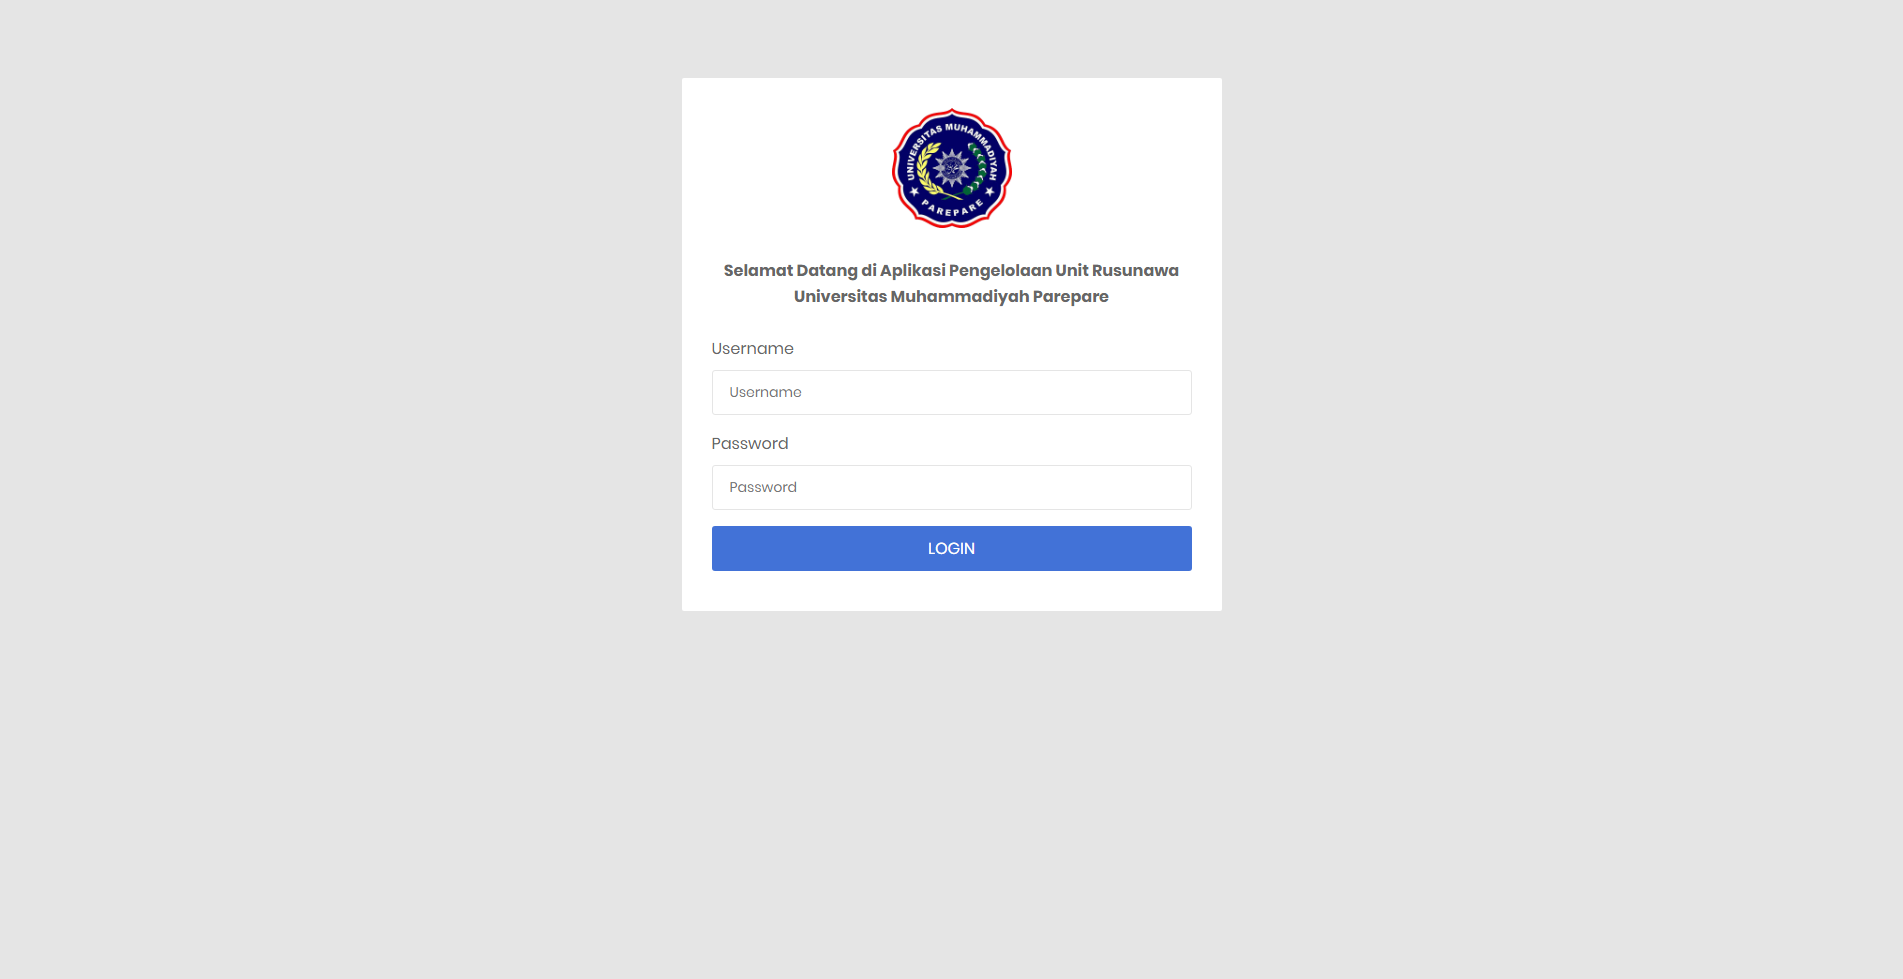 UNIVERSITAS MUHAMMADIYAH
PAREPARE
Selamat Datang di Aplikasi Pengelolaan Unit Rusunawa
Universitas Muhammadiyah Parepare
Username
Username
Password
Password
LOGIN